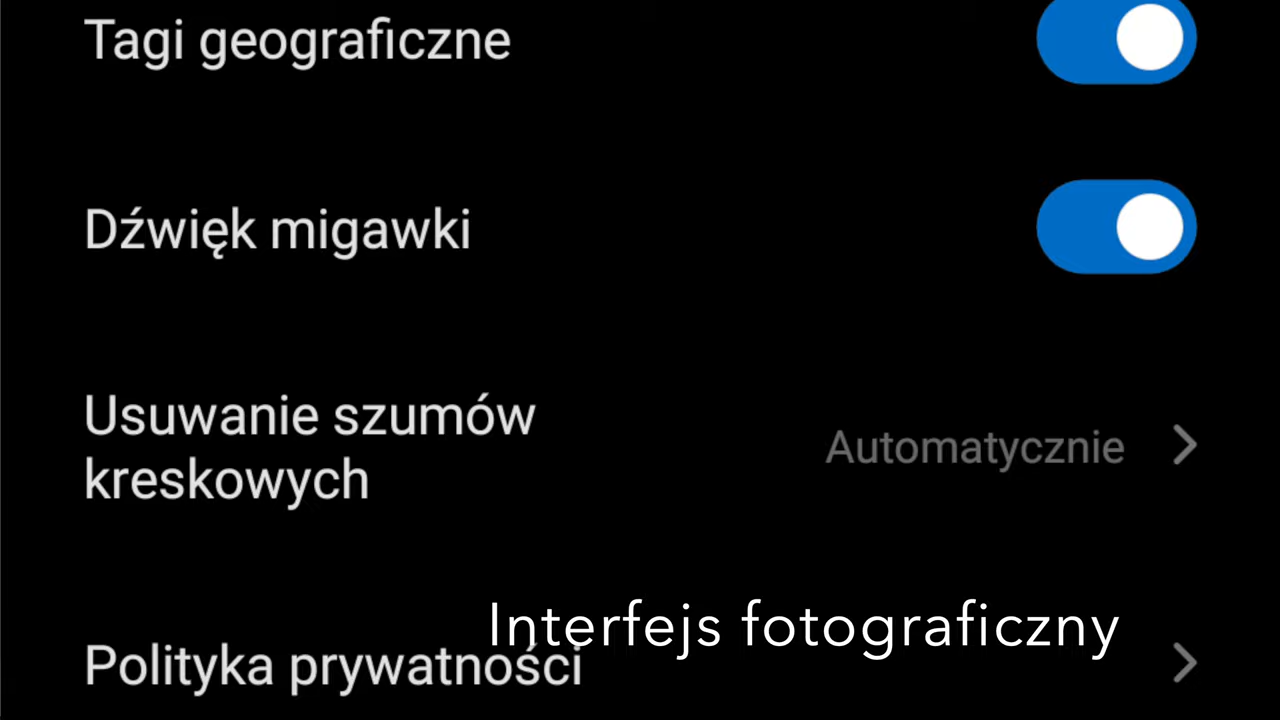 Tagi geograficzne
Dźwięk migawki
Usuwanie szumów
kreskowych
Automatycznie
Interfejs fotograficzny
Polityka prywatności